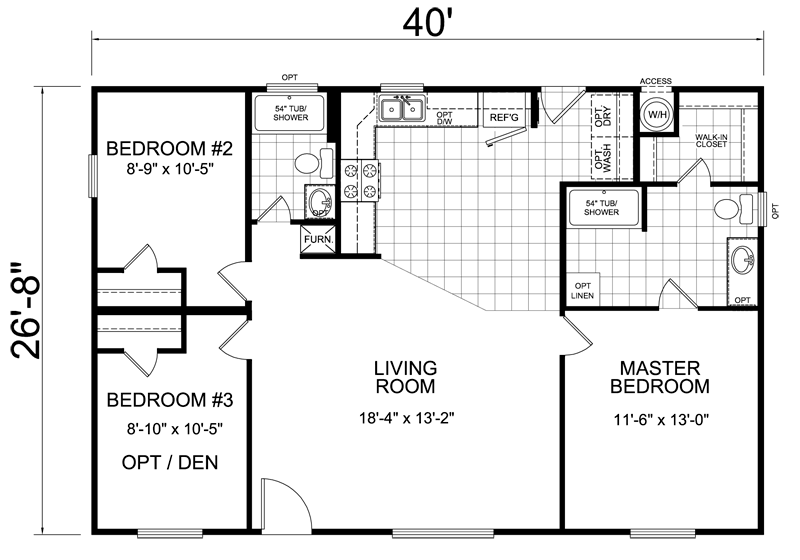 40'
OPT
ACCESS
54" TUB/
SHOWER
OPT
D/W
REF'G
OPT
DRY
W/H
BEDROOM #2
8'-9" x 10'-5"
WALK-IN
CLOSET
OPT
WASH
54" TUB/
SHOWER
OPT
OPT
FURN.
26'-8"
OPT
LINEN
OPT
LIVING
ROOM
18'-4" x 13'-2"
MASTER
BEDROOM
11'-6" x 13'-0"
BEDROOM #3
8'-10" x 10'-5"
OPT / DEN